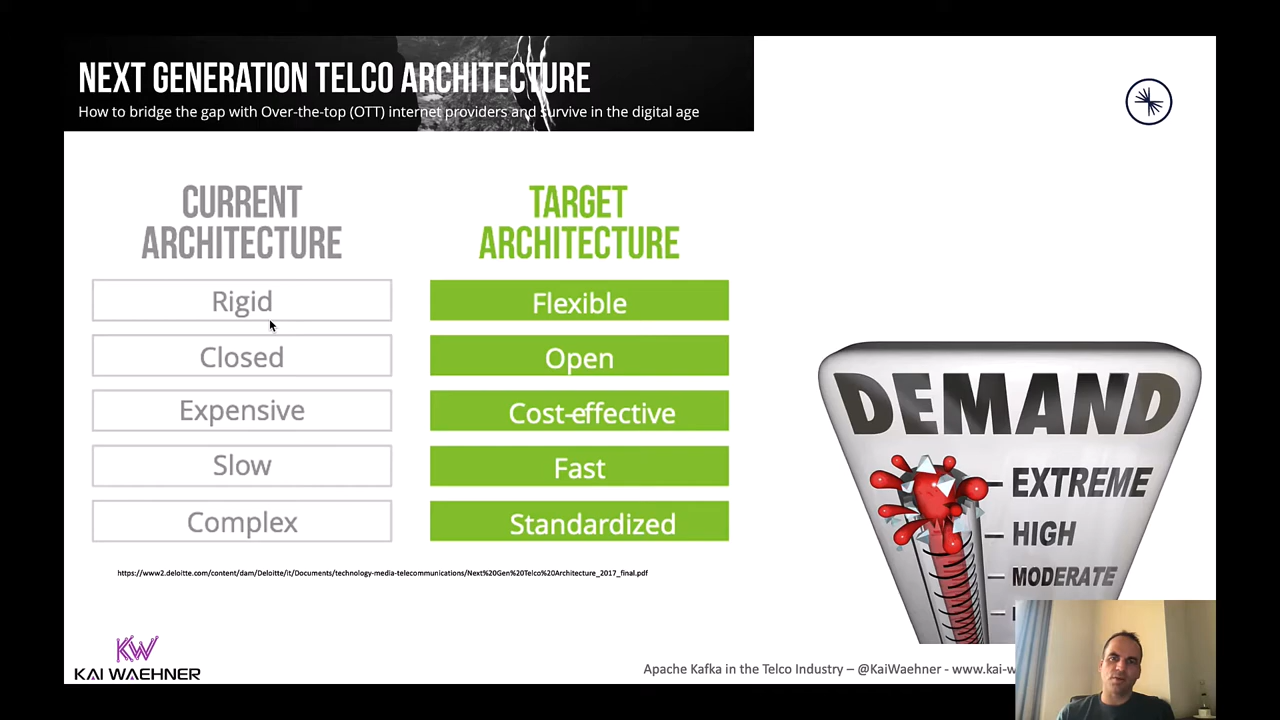 NEXT GENERATION TELCO ARCHITECTURE
How to bridge the gap with Over-the-top (OTT) internet providers and survive in the digital age
CURRENT
ARCHITECTURE
Rigid
Closed
Expensive
Slow
Complex
TARGET
ARCHITECTURE
Flexible
Open
Cost-effective
Fast
Standardized
DEMAND
EXTREME
HIGH
MODERATE
https://www2.deloitte.com/content/dam/Deloitte/it/Documents/technology-media-telecommunications/Next%20Gen%20Telco%20Architecture_2017_final.pdf
KW
KAI WAEHNER
Apache Kafka in the Telco Industry – @KaiWaehner - www.kai-w